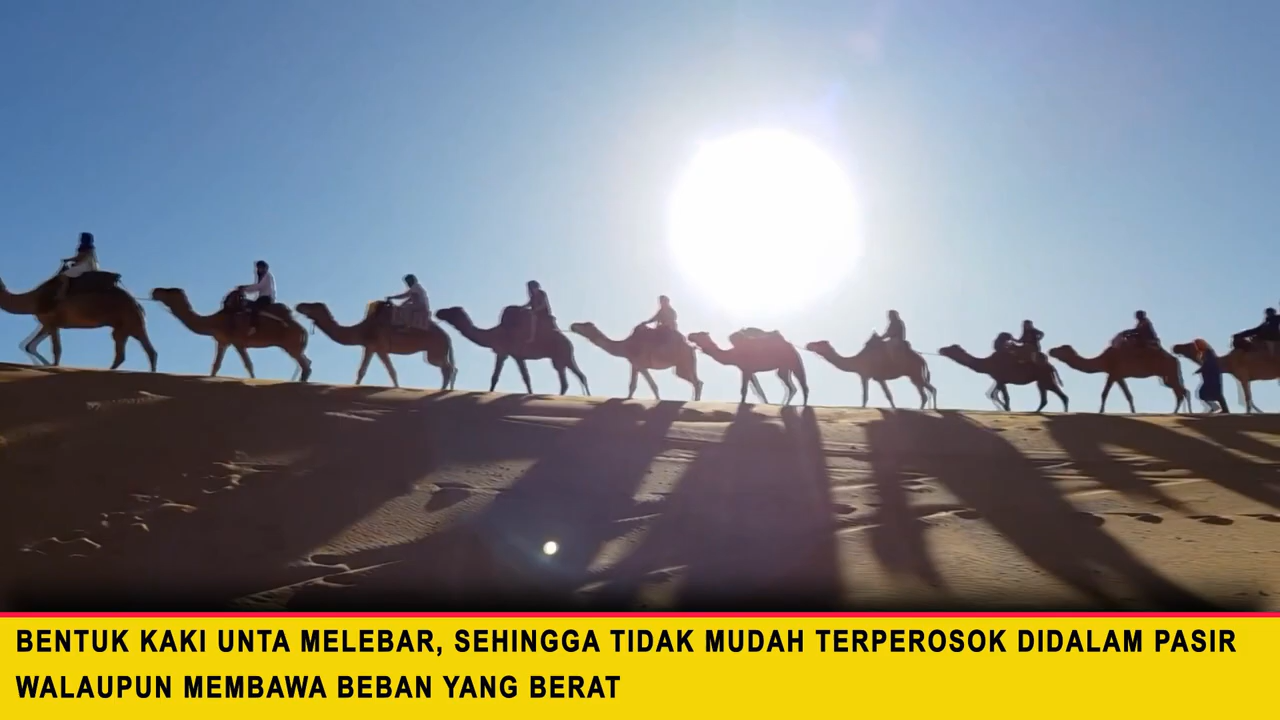 BENTUK KAKI UNTA MELEBAR, SEHINGGA TIDAK MUDAH TERPEROSOK DIDALAM PASIR
WALAUPUN MEMBAWA BEBAN YANG BERAT